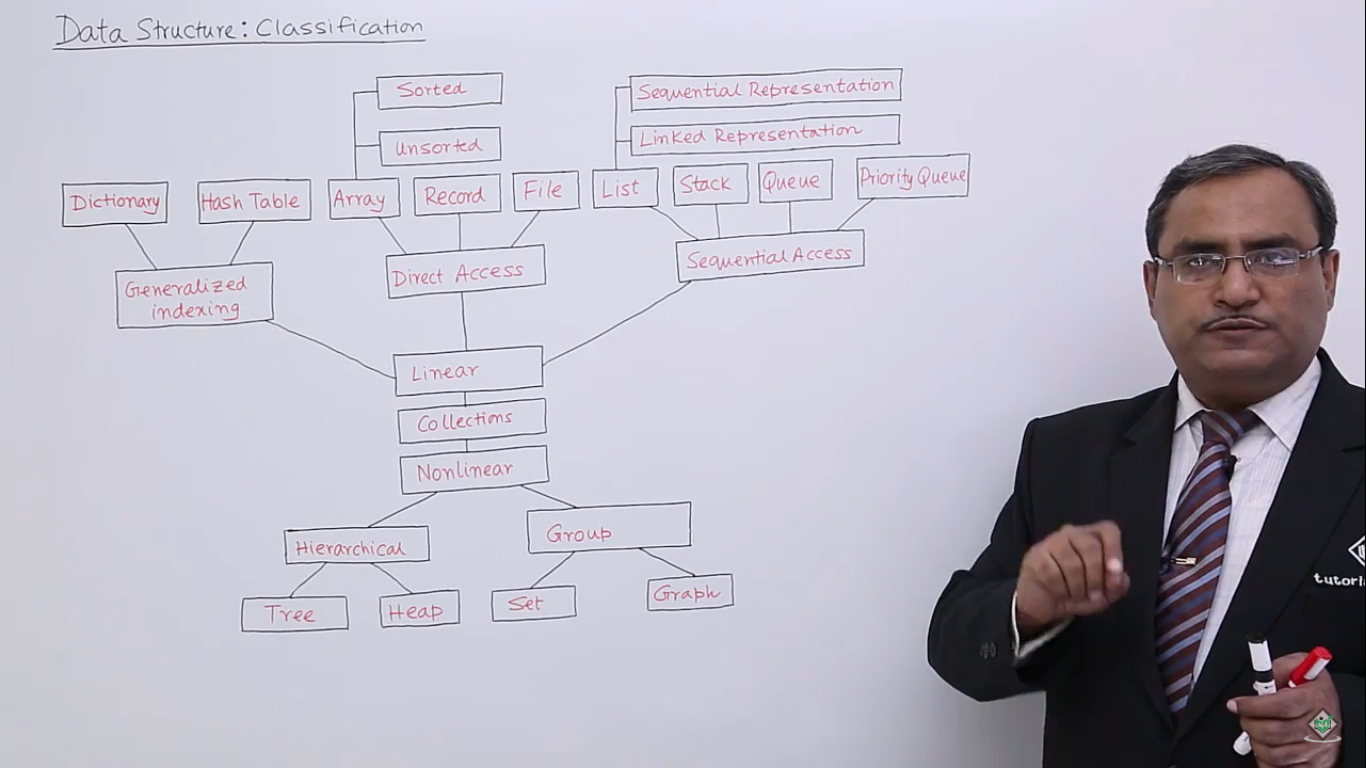 Data Structure: Classification
Sorted
Sequential Representation
Unsorted
Linked Representation
Dictionary
Hash Table
Array
Record
File
List
Stack
Queue
Priority Queue
Generalized
indexing
Direct Access
Sequential Access
Linear
Collections
Nonlinear
Hierarchical
Group
Tree
Heap
Set
Graph